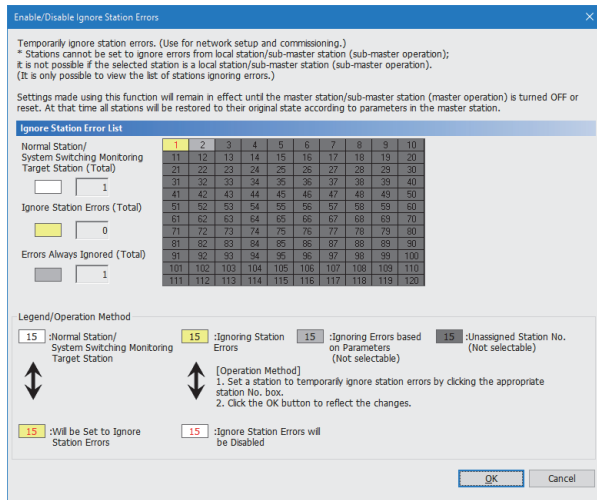 Enable/Disable Ignore Station Errors
Temporarily ignore station errors. (Use for network setup and commissioning.)
* Stations cannot be set to ignore errors from local station/sub-master station (sub-master operation);
it is not possible if the selected station is a local station/sub-master station (sub-master operation).
(It is only possible to view the list of stations ignoring errors.)
Settings made using this function will remain in effect until the master station/sub-master station (master operation) is turned OFF or
reset. At that time all stations will be restored to their original state according to parameters in the master station.
Ignore Station Error List
Normal Station/
System Switching Monitoring
Target Station (Total)
1
Ignore Station Errors (Total)
0
Errors Always Ignored (Total)
1
1 2 3 4 5 6 7 8 9 10
11 12 13 14 15 16 17 18 19 20
21 22 23 24 25 26 27 28 29 30
31 32 33 34 35 36 37 38 39 40
41 42 43 44 45 46 47 48 49 50
51 52 53 54 55 56 57 58 59 60
61 62 63 64 65 66 67 68 69 70
71 72 73 74 75 76 77 78 79 80
81 82 83 84 85 86 87 88 89 90
91 92 93 94 95 96 97 98 99 100
101 102 103 104 105 106 107 108 109 110
111 112 113 114 115 116 117 118 119 120
Legend/Operation Method
15 :Normal Station/
System Switching Monitoring
Target Station
15 :Ignoring Station
Errors
15 :Ignoring Errors based
on Parameters
(Not selectable)
15 :Unassigned Station No.
(Not selectable)
[Operation Method]
1. Set a station to temporarily ignore station errors by clicking the appropriate
station No. box.
2. Click the OK button to reflect the changes.
15 :Will be Set to Ignore
Station Errors
15 :Ignore Station Errors will
be Disabled
OK
Cancel